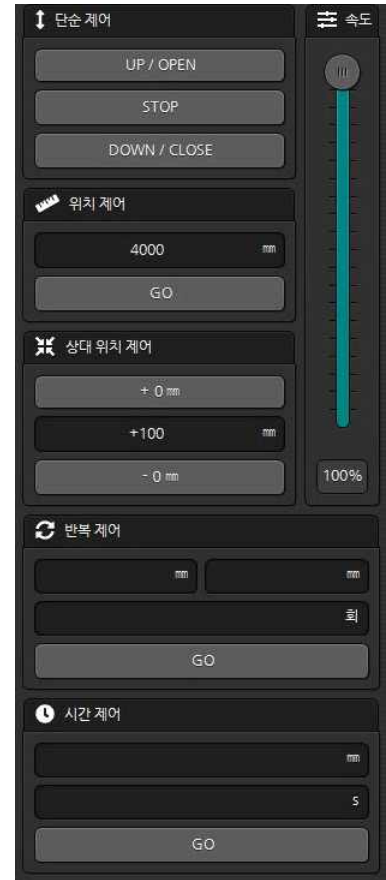 단순 제어
속도
UP / OPEN
STOP
DOWN / CLOSE
위치 제어
4000 ㎜
GO
상대 위치 제어
+ 0 ㎜
+100 ㎜
- 0 ㎜
100%
반복 제어
㎜ ㎜
회
GO
시간 제어
㎜
s
GO